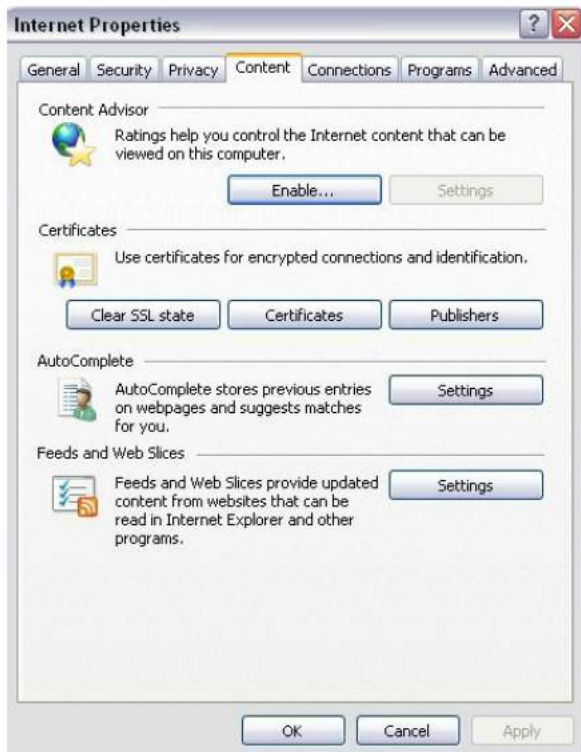 Internet Properties
General Security Privacy Content Connections Programs Advanced
Content Advisor
Ratings help you control the Internet content that can be
viewed on this computer.
Enable... Settings
Certificates
Use certificates for encrypted connections and identification.
Clear SSL state Certificates Publishers
AutoComplete
AutoComplete stores previous entries
on webpages and suggests matches
for you.
Settings
Feeds and Web Slices
Feeds and Web Slices provide updated
content from websites that can be
read in Internet Explorer and other
programs.
Settings
OK Cancel Apply